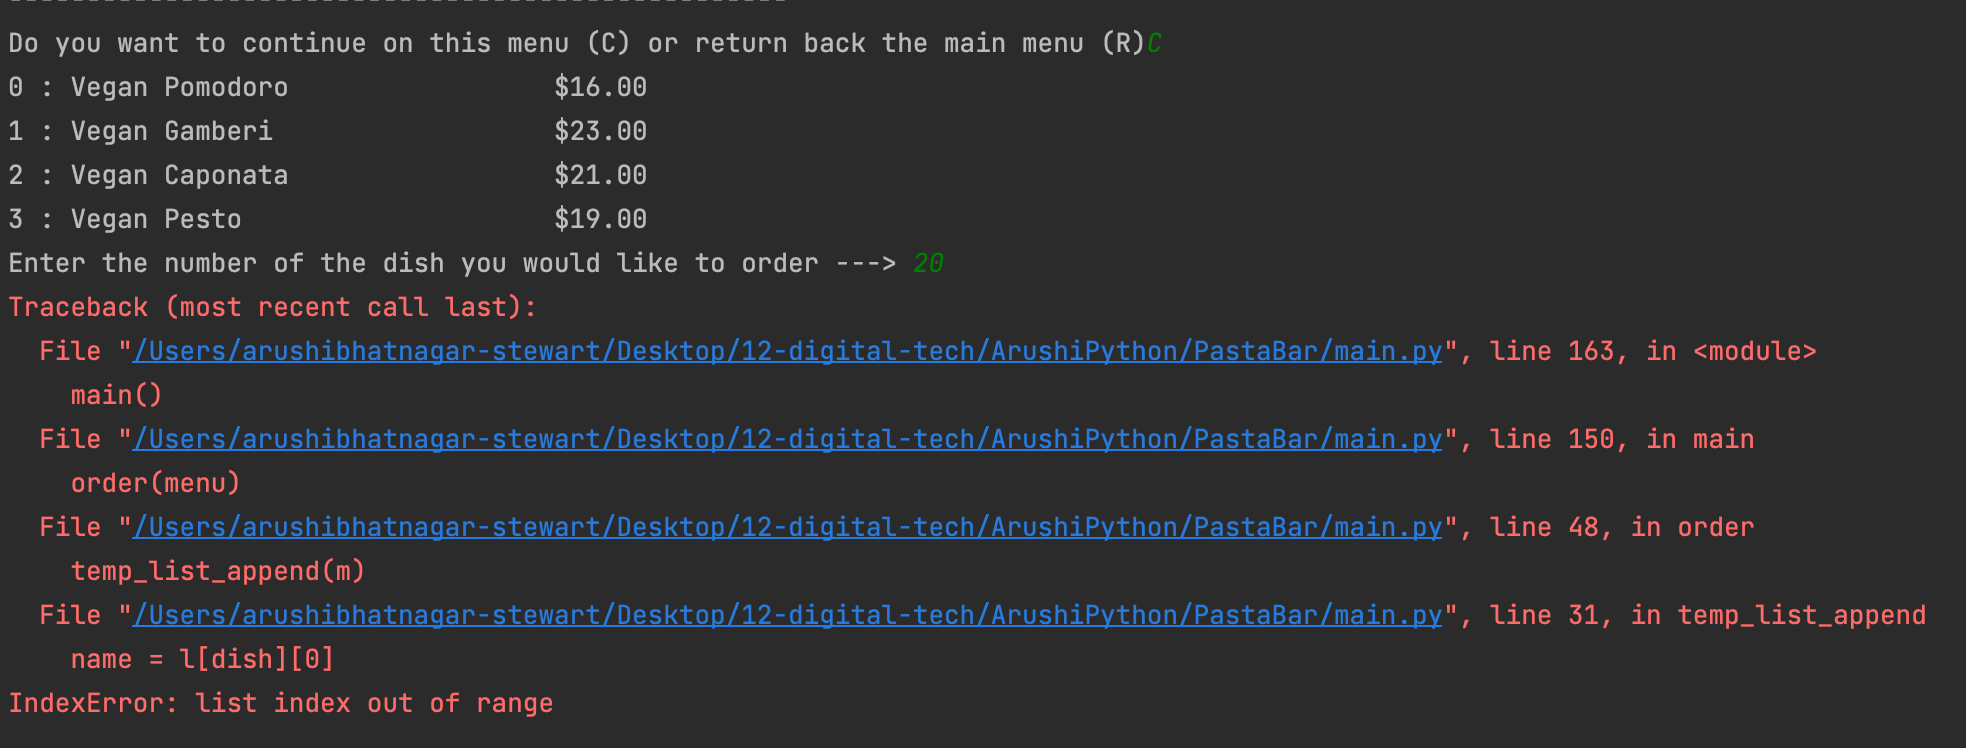 --------------------------------------------------
Do you want to continue on this menu (C) or return back the main menu (R)C
0 : Vegan Pomodoro                 $16.00
1 : Vegan Gamberi                  $23.00
2 : Vegan Caponata                 $21.00
3 : Vegan Pesto                    $19.00
Enter the number of the dish you would like to order ---> 20
Traceback (most recent call last):
  File "/Users/arushibhatnagar-stewart/Desktop/12-digital-tech/ArushiPython/PastaBar/main.py", line 163, in <module>
    main()
  File "/Users/arushibhatnagar-stewart/Desktop/12-digital-tech/ArushiPython/PastaBar/main.py", line 150, in main
    order(menu)
  File "/Users/arushibhatnagar-stewart/Desktop/12-digital-tech/ArushiPython/PastaBar/main.py", line 48, in order
    temp_list_append(m)
  File "/Users/arushibhatnagar-stewart/Desktop/12-digital-tech/ArushiPython/PastaBar/main.py", line 31, in temp_list_append
    name = l[dish][0]
IndexError: list index out of range